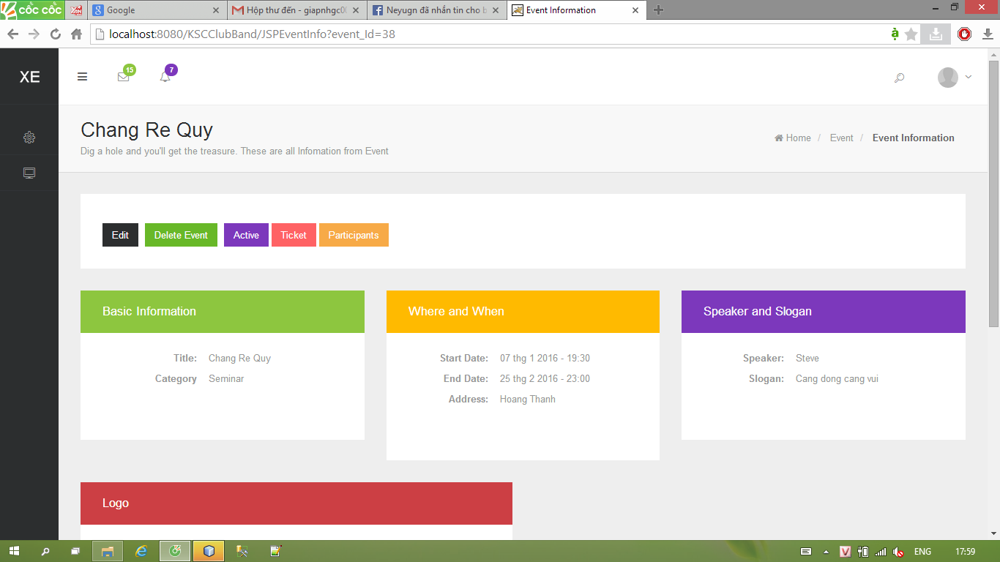 cốc cốc
Google
Hộp thư đến - giapnhgc0
Neyugn đã nhắn tin cho b
Event Information
localhost:8080/KSCClubBand/JSPEventInfo?event_Id=38
XE
15
7
Chang Re Quy
Dig a hole and you'll get the treasure. These are all Infomation from Event
Home / Event / Event Information
Edit
Delete Event
Active
Ticket
Participants
Basic Information
Title: Chang Re Quy
Category Seminar
Where and When
Start Date: 07 thg 1 2016 - 19:30
End Date: 25 thg 2 2016 - 23:00
Address: Hoang Thanh
Speaker and Slogan
Speaker: Steve
Slogan: Cang dong cang vui
Logo
ENG
17:59